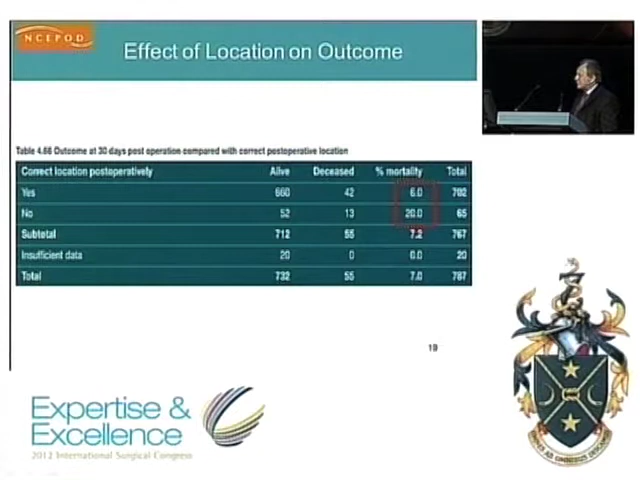 NCEPOD
Effect of Location on Outcome
Table 4.66 Outcome at 30 days post operation compared with correct postoperative location
Correct location postoperatively Alive Deceased % mortality Total
Yes 660 42 6.0 702
No 52 13 20.0 65
Subtotal 712 55 7.2 767
Insufficient data 20 0 0.0 20
Total 732 55 7.0 787
19
Expertise &
Excellence
2012 International Surgical Congress